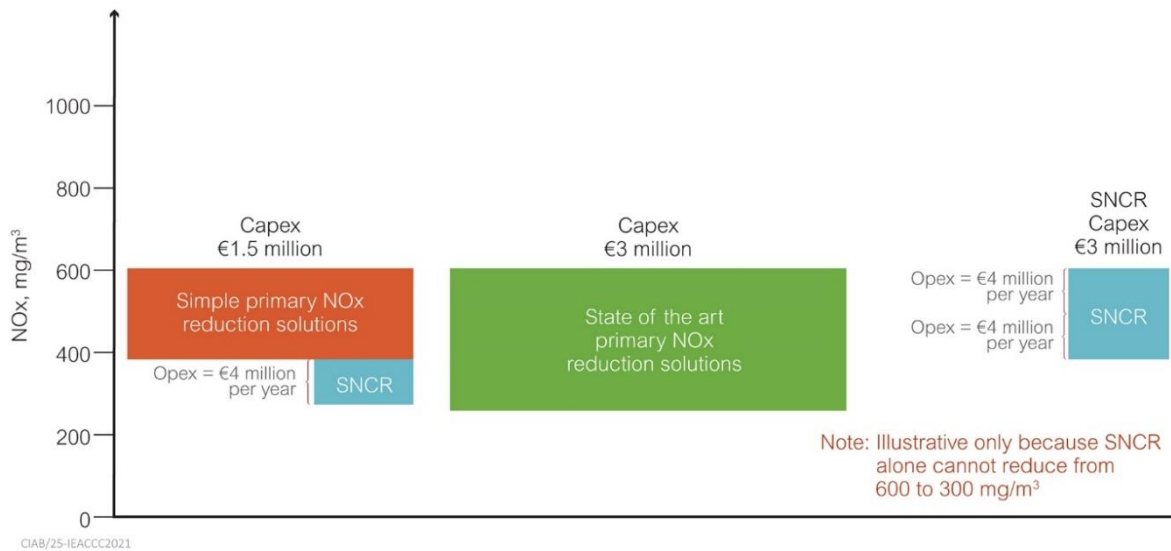 NOx, mg/m³
1000
800
600
400
200
0
Capex
€1.5 million
Simple primary NOx
reduction solutions
Opex = €4 million
per year
SNCR
Capex
€3 million
State of the art
primary NOx
reduction solutions
SNCR
Capex
€3 million
Opex = €4 million
per year
Opex = €4 million
per year
SNCR
Note: Illustrative only because SNCR
alone cannot reduce from
600 to 300 mg/m³
CIAB/25-IEACCC2021